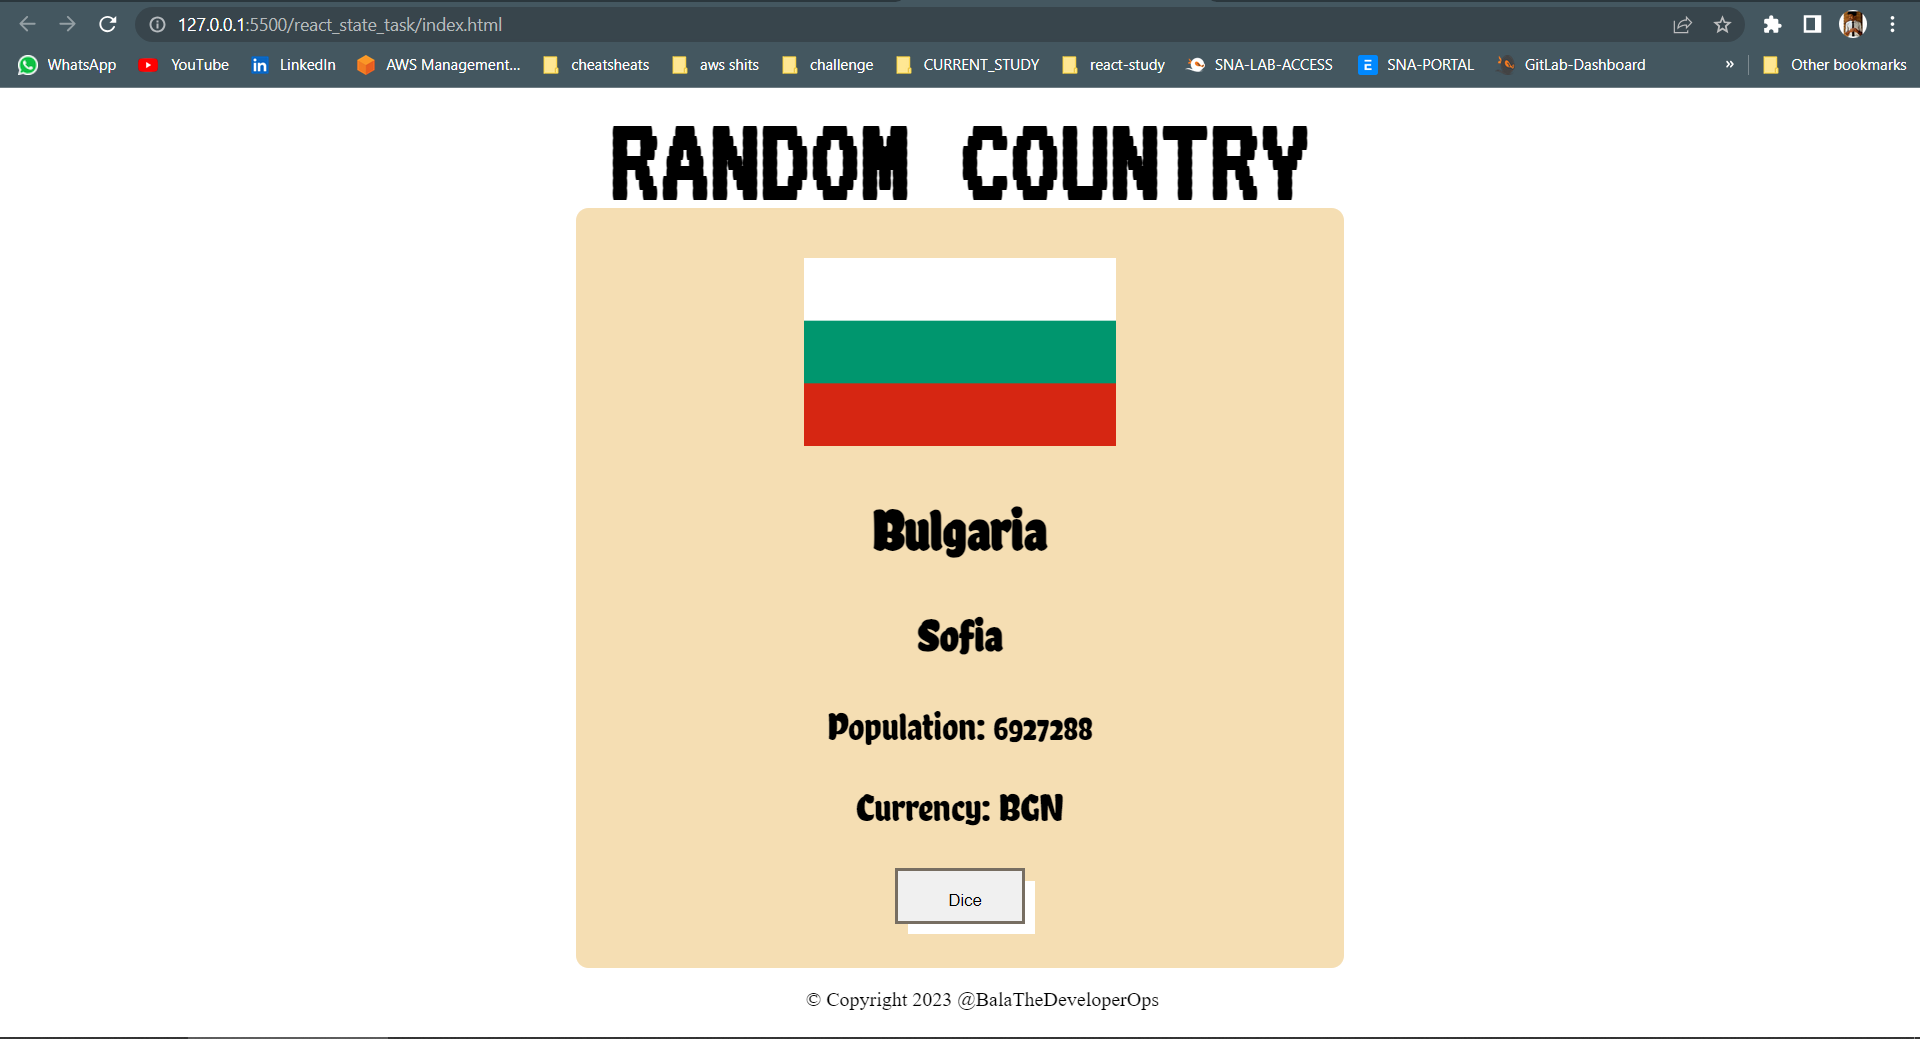 127.0.0.1:5500/react_state_task/index.html
WhatsApp YouTube LinkedIn AWS Management... cheatsheats aws shits challenge CURRENT_STUDY react-study SNA-LAB-ACCESS SNA-PORTAL GitLab-Dashboard » Other bookmarks
RANDOM COUNTRY
Bulgaria
Sofia
Population: 6927288
Currency: BGN
Dice
© Copyright 2023 @BalaTheDeveloperOps